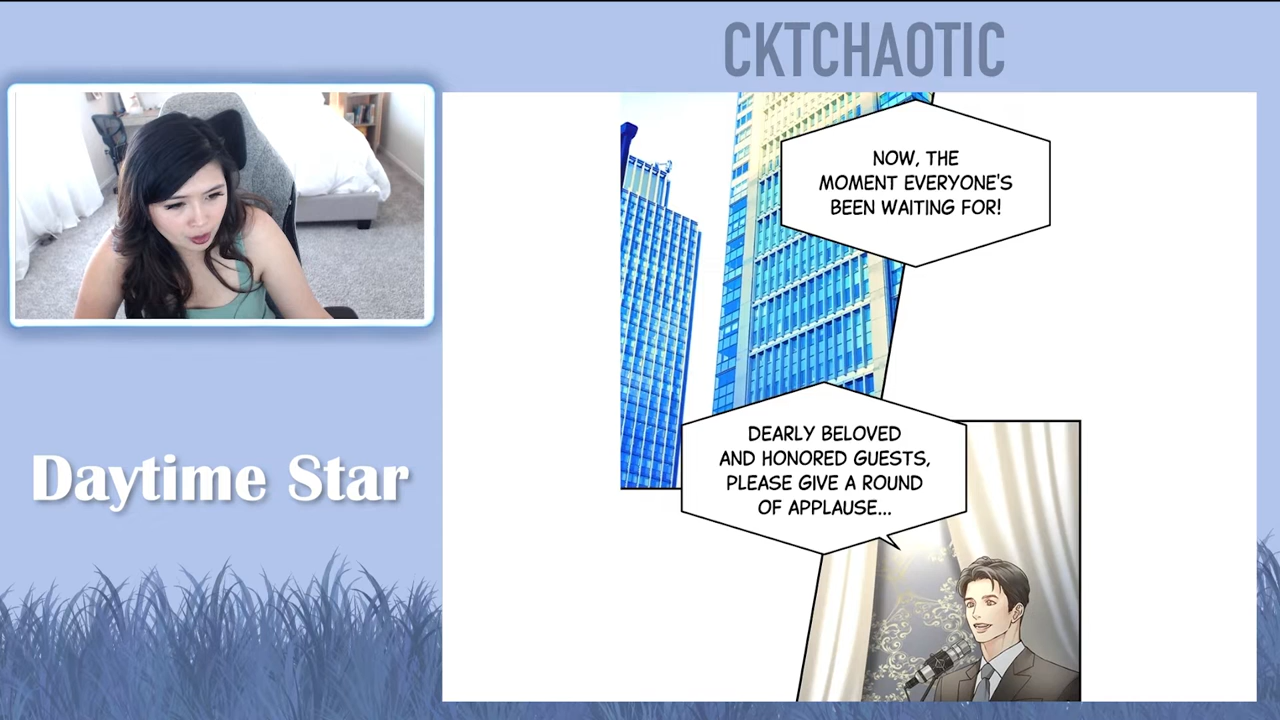 CKTCHAOTIC
NOW, THE
MOMENT EVERYONE'S
BEEN WAITING FOR!
DEARLY BELOVED
AND HONORED GUESTS,
PLEASE GIVE A ROUND
OF APPLAUSE...
Daytime Star